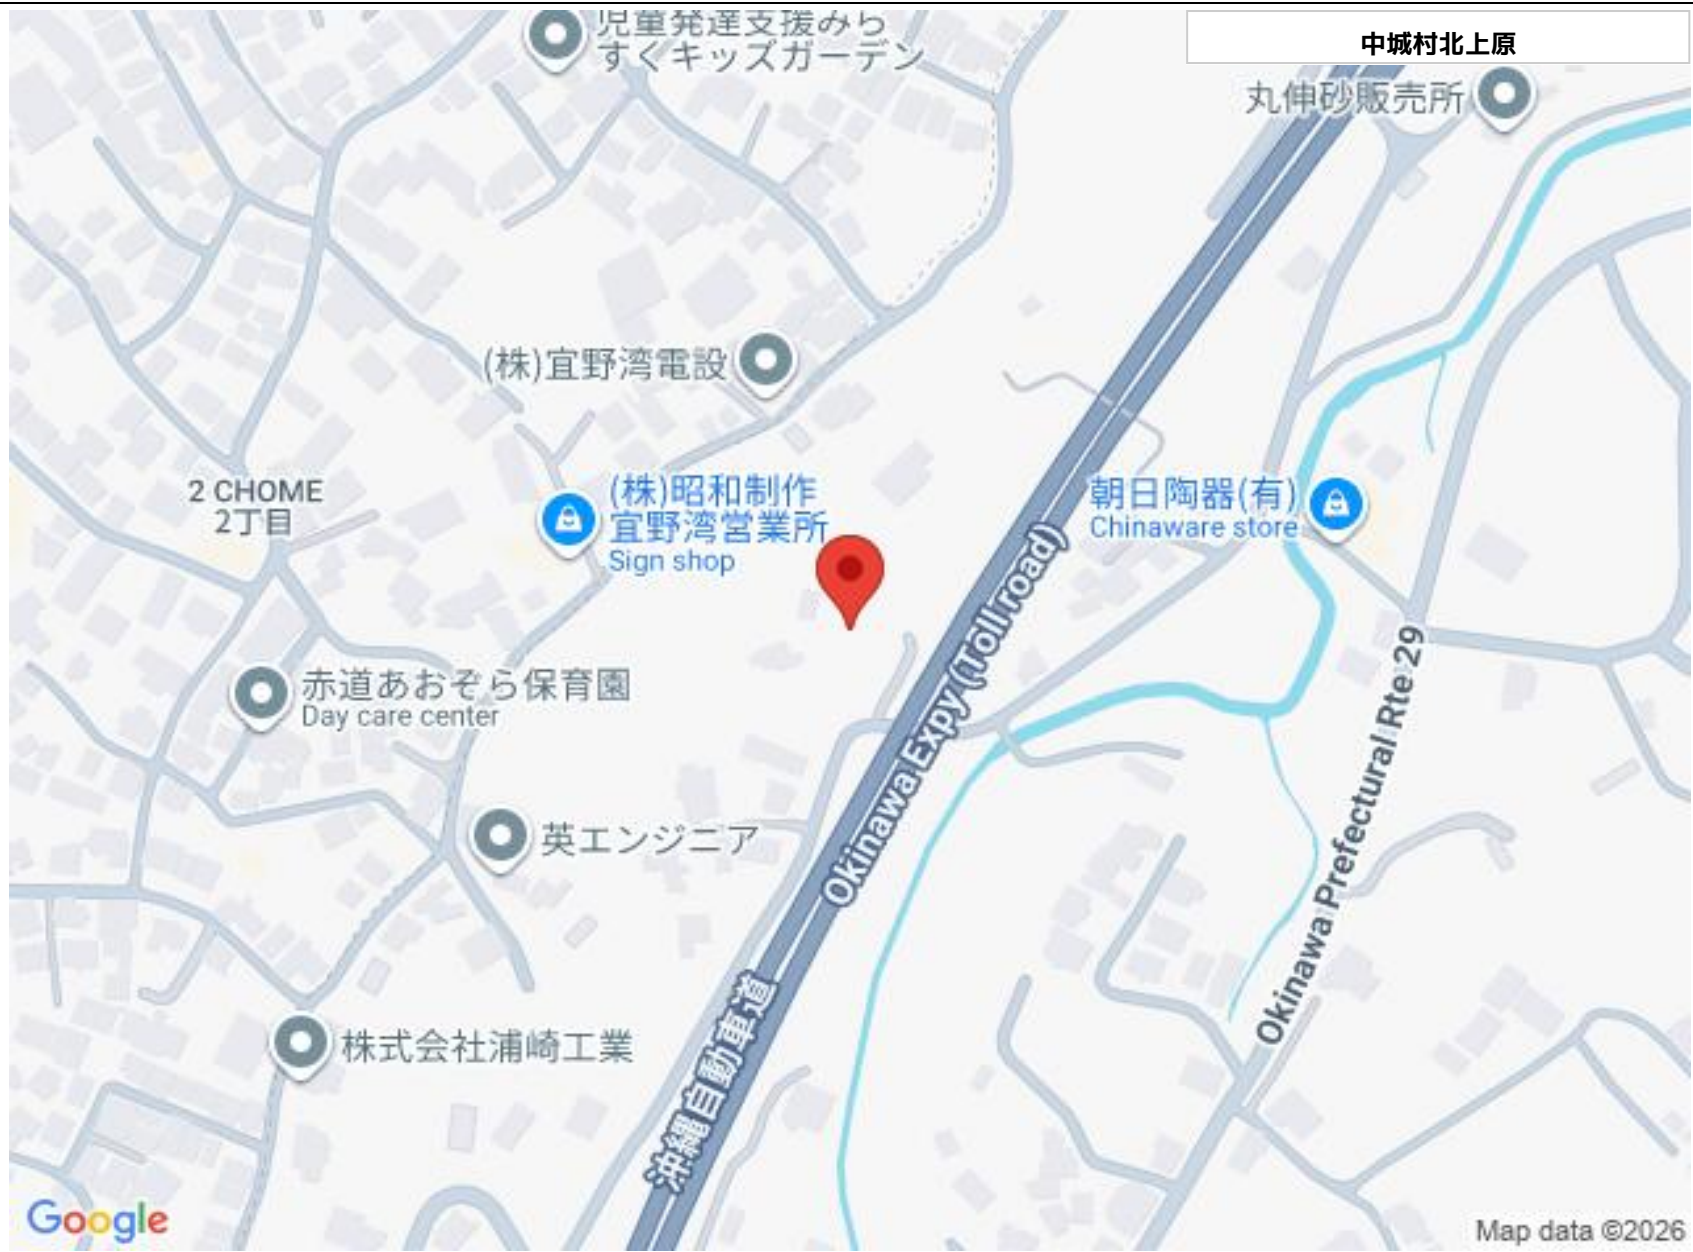 児童発達支援みら
すくキッズガーデン
中城村北上原
丸伸砂販売所
(株)宜野湾電設
2 CHOME
2丁目
(株)昭和制作
宜野湾営業所
Sign shop
朝日陶器(有)
Chinaware store
Okinawa Expy (Toll road)
Okinawa Prefectural Rte 29
赤道あおぞら保育園
Day care center
英エンジニア
沖縄自動車道
株式会社浦崎工業
Google
Map data ©2026